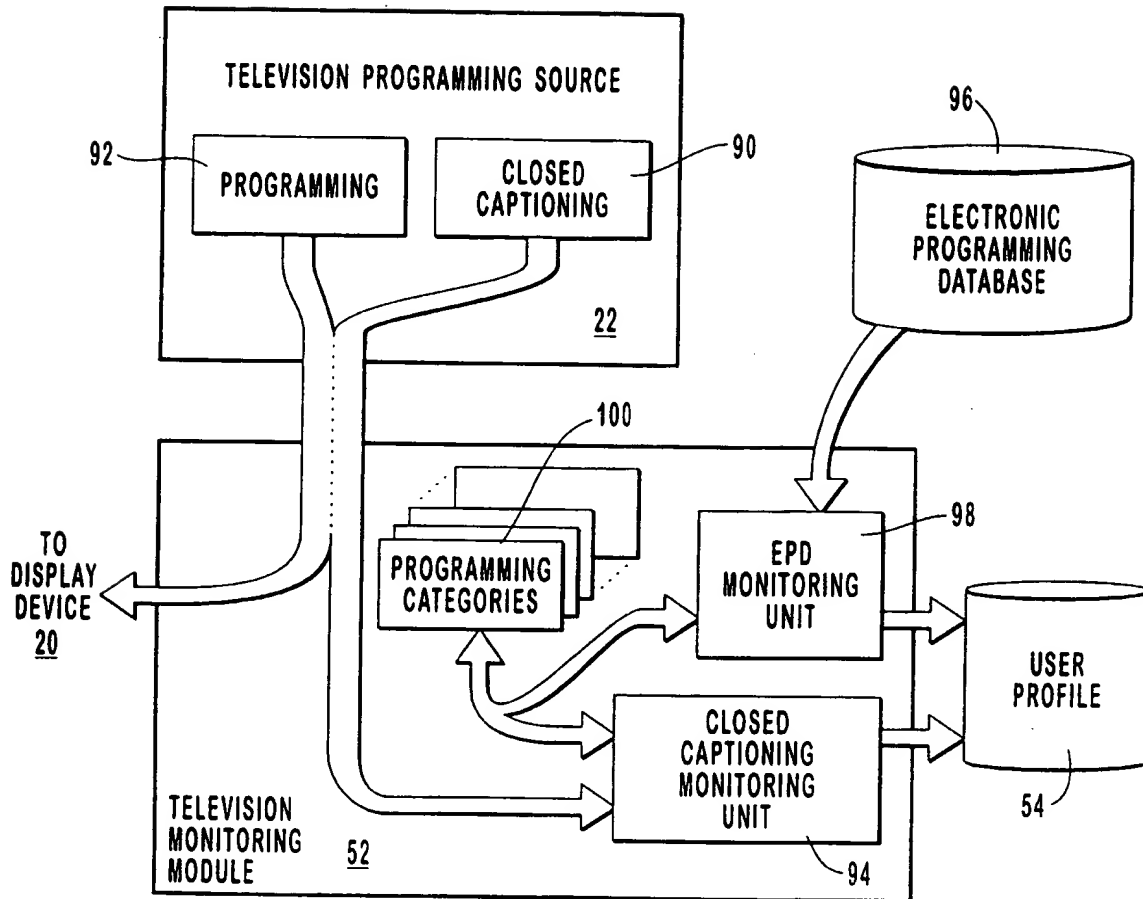 TELEVISION PROGRAMMING SOURCE
92
PROGRAMMING
90
CLOSED
CAPTIONING
22
96
ELECTRONIC
PROGRAMMING
DATABASE
100
PROGRAMMING
CATEGORIES
98
EPD
MONITORING
UNIT
TO
DISPLAY
DEVICE
20
USER
PROFILE
54
CLOSED
CAPTIONING
MONITORING
UNIT
94
TELEVISION
MONITORING
MODULE
52